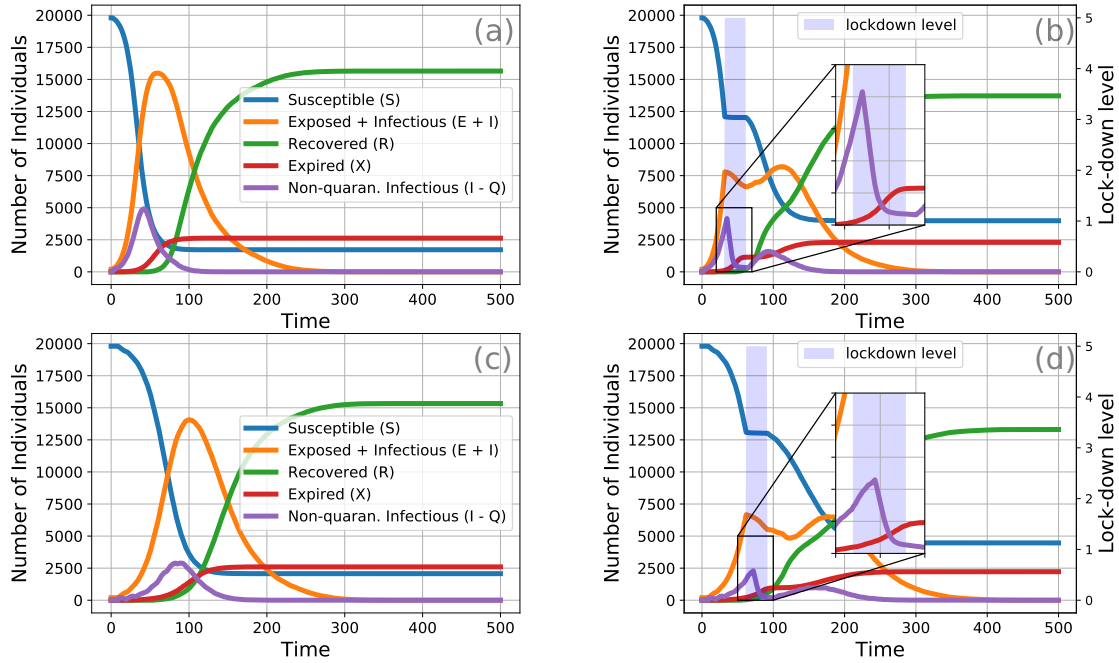 (a)
20000
17500
15000
12500
10000
7500
5000
2500
0
Number of Individuals
Susceptible (S)
Exposed + Infectious (E + I)
Recovered (R)
Expired (X)
Non-quaran. Infectious (I - Q)
0 100 200 300 400 500
Time
(b)
20000
17500
15000
12500
10000
7500
5000
2500
0
Number of Individuals
lockdown level
5
4
3
2
1
0
Lock-down level
0 100 200 300 400 500
Time
(c)
20000
17500
15000
12500
10000
7500
5000
2500
0
Number of Individuals
Susceptible (S)
Exposed + Infectious (E + I)
Recovered (R)
Expired (X)
Non-quaran. Infectious (I - Q)
0 100 200 300 400 500
Time
(d)
20000
17500
15000
12500
10000
7500
5000
2500
0
Number of Individuals
lockdown level
5
4
3
2
1
0
Lock-down level
0 100 200 300 400 500
Time